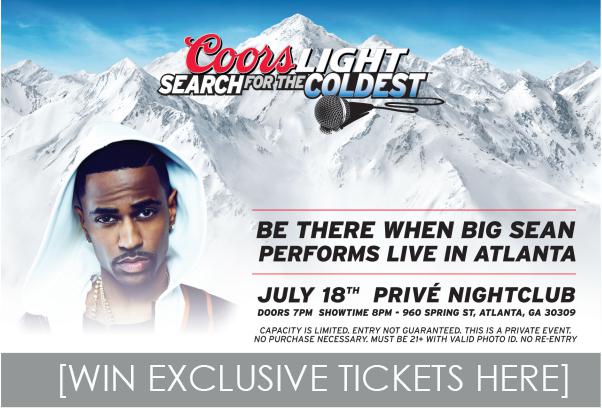 Coors LIGHT
SEARCH FOR THE COLDEST
BE THERE WHEN BIG SEAN
PERFORMS LIVE IN ATLANTA
JULY 18TH PRIVÉ NIGHTCLUB
DOORS 7PM SHOWTIME 8PM - 960 SPRING ST, ATLANTA, GA 30309
CAPACITY IS LIMITED. ENTRY NOT GUARANTEED. THIS IS A PRIVATE EVENT.
NO PURCHASE NECESSARY. MUST BE 21+ WITH VALID PHOTO ID. NO RE-ENTRY
[WIN EXCLUSIVE TICKETS HERE]